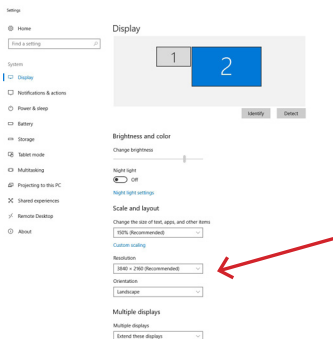 Settings
Home
Find a setting
System
Display
Notifications & actions
Power & sleep
Battery
Storage
Tablet mode
Multitasking
Projecting to this PC
Shared experiences
Remote Desktop
About
Display
1
2
Identify
Detect
Brightness and color
Change brightness
Night light
Off
Night light settings
Scale and layout
Change the size of text, apps, and other items
150% (Recommended)
Custom scaling
Resolution
3840 × 2160 (Recommended)
Orientation
Landscape
Multiple displays
Multiple displays
Extend these displays